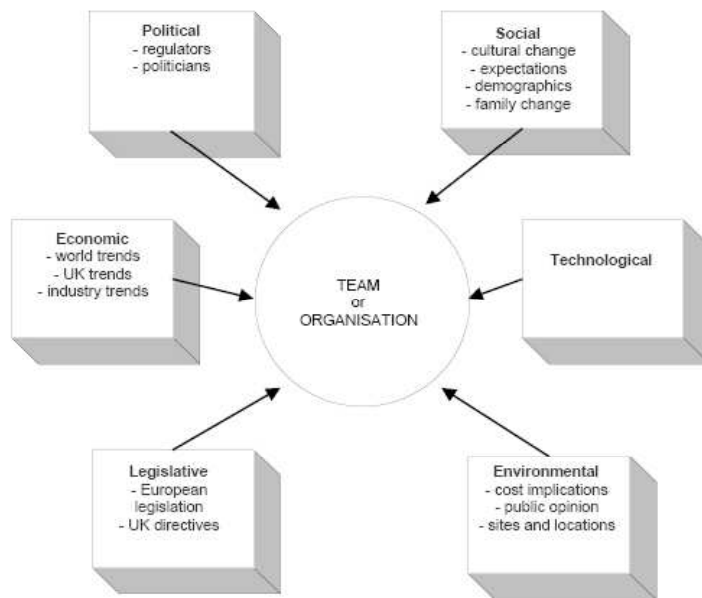 Political
- regulators
- politicians
Social
- cultural change
- expectations
- demographics
- family change
Economic
- world trends
- UK trends
- industry trends
TEAM
or
ORGANISATION
Technological
Legislative
- European
legislation
- UK directives
Environmental
- cost implications
- public opinion
- sites and locations